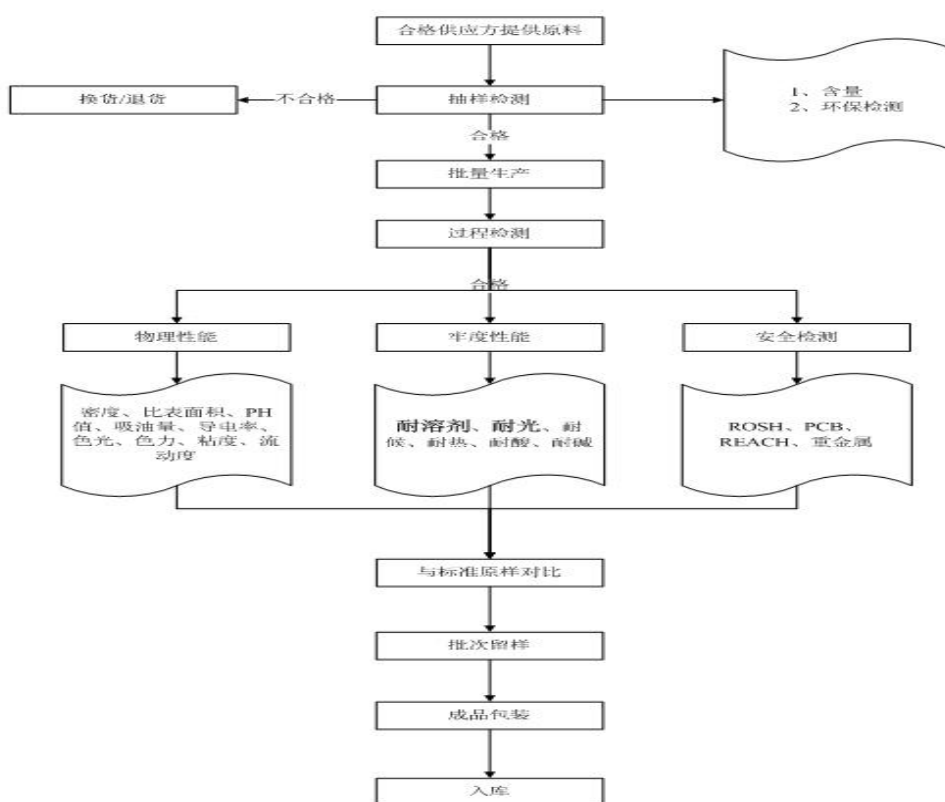 合格供应方提供原料
换货/退货
不合格
抽样检测
1、含量
2、环保检测
合格
批量生产
过程检测
合格
物理性能
牢度性能
安全检测
密度、比表面积、PH
值、吸油量、导电率、
色光、色力、粘度、流
动度
耐溶剂、耐光、耐
候、耐热、耐酸、耐碱
ROSH、PCB、
REACH、重金属
与标准原样对比
批次留样
成品包装
入库